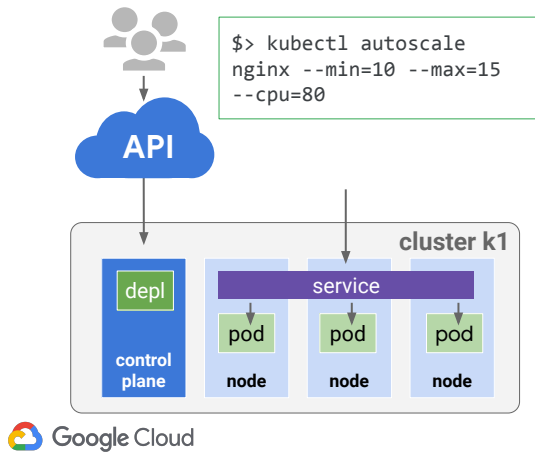 $> kubectl autoscale
nginx --min=10 --max=15
--cpu=80
API
cluster k1
depl
service
pod
pod
pod
control
plane
node
node
node
Google Cloud